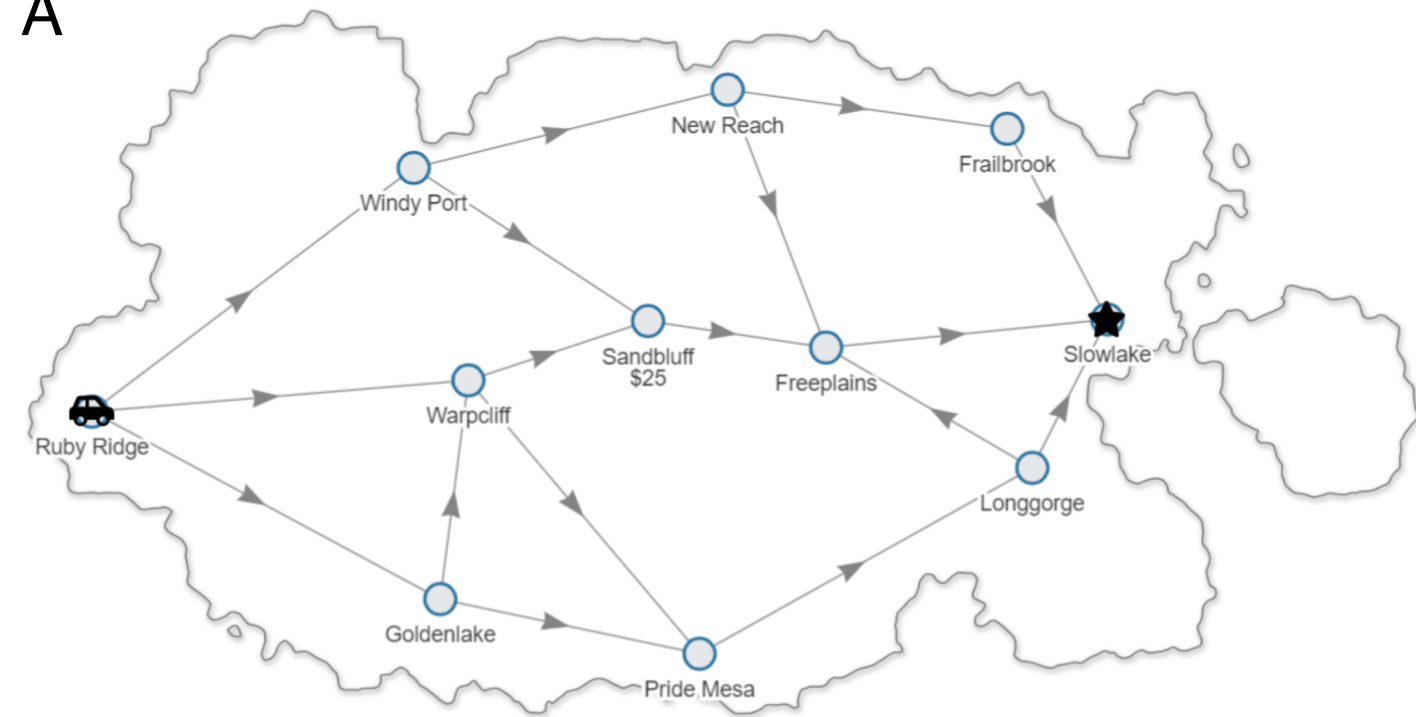 A
New Reach
Frailbrook
Windy Port
Sandbluff
$25
Slowlake
Freeplains
Warpcliff
Ruby Ridge
Longgorge
Goldenlake
Pride Mesa